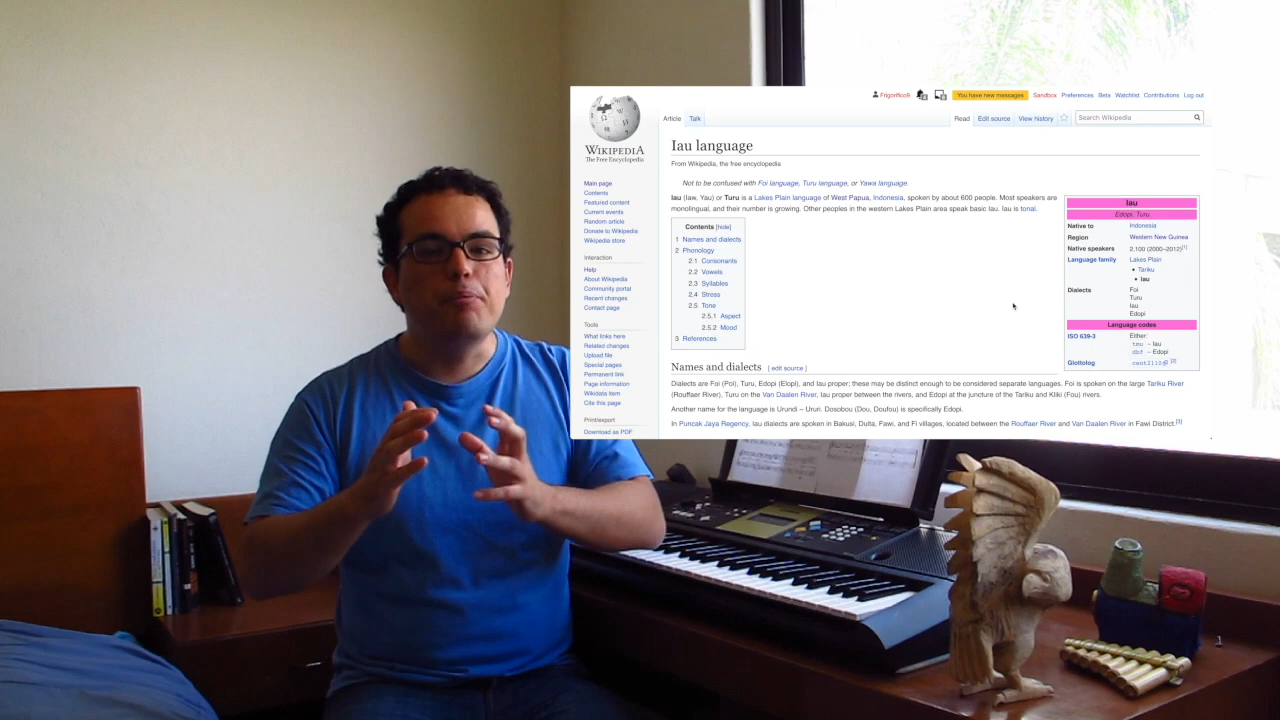 Frigorifico9
You have new messages
Sandbox
Preferences
Beta
Watchlist
Contributions
Log out
Article
Talk
Read
Edit source
View history
Search Wikipedia
WIKIPEDIA
The Free Encyclopedia
Main page
Contents
Featured content
Current events
Random article
Donate to Wikipedia
Wikipedia store
Interaction
Help
About Wikipedia
Community portal
Recent changes
Contact page
Tools
What links here
Related changes
Upload file
Special pages
Permanent link
Page information
Wikidata item
Cite this page
Print/export
Download as PDF
Iau language
From Wikipedia, the free encyclopedia
Not to be confused with Foi language, Turu language, or Yawa language.
Iau (Iaw, Yau) or Turu is a Lakes Plain language of West Papua, Indonesia, spoken by about 600 people. Most speakers are
monolingual, and their number is growing. Other peoples in the western Lakes Plain area speak basic Iau. Iau is tonal.
Contents [hide]
1 Names and dialects
2 Phonology
2.1 Consonants
2.2 Vowels
2.3 Syllables
2.4 Stress
2.5 Tone
2.5.1 Aspect
2.5.2 Mood
3 References
Iau
Edopi, Turu
Native to Indonesia
Region Western New Guinea
Native speakers 2,100 (2000–2012)[1]
Language family Lakes Plain
• Tariku
• Iau
Dialects Foi
Turu
Iau
Edopi
Language codes
ISO 639-3 Either:
tmu – Iau
dbf – Edopi
Glottolog [2]
Names and dialects [ edit source ]
Dialects are Foi (Poi), Turu, Edopi (Elopi), and Iau proper; these may be distinct enough to be considered separate languages. Foi is spoken on the large Tariku River
(Rouffaer River), Turu on the Van Daalen River, Iau proper between the rivers, and Edopi at the juncture of the Tariku and Kliki (Fou) rivers.
Another name for the language is Urundi ~ Ururi. Dosobou (Dou, Doufou) is specifically Edopi.
In Puncak Jaya Regency, Iau dialects are spoken in Bakusi, Duita, Fawi, and Fi villages, located between the Rouffaer River and Van Daalen River in Fawi District.[3]